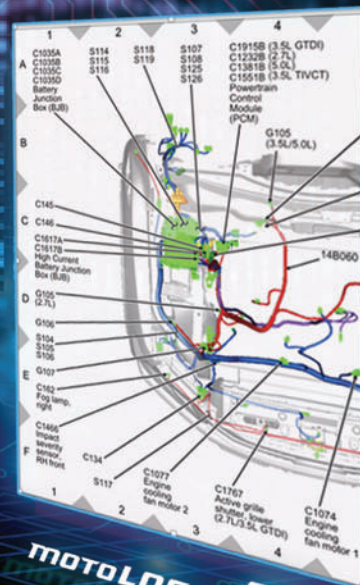 1 2 3 4
A
C1035A
C1035B
C1035C
C1035D
Battery
Junction
Box (BJB)
S114
S115
S116
S118
S119
S107
S108
S125
S126
C1915B (3.5L GTDI)
C1232B (2.7L)
C1381B (5.0L)
C1551B (3.5L TIVCT)
Powertrain
Control
Module
(PCM)
B
G105
(3.5L/5.0L)
C
C145
C146
C1617A
C1617B
High Current
Battery Junction
Box (BJB)
14B060
D
G105
(2.7L)
G106
S104
S105
S106
E
G107
C162
Fog lamp,
right
F
C1466
Impact
severity
sensor,
RH front
C134
S117
C1077
Engine
cooling
fan motor 2
C1767
Active grille
shutter, lower
(2.7L/3.5L GTDI)
C1074
Engine
cooling
fan motor 1
1 2 3 4